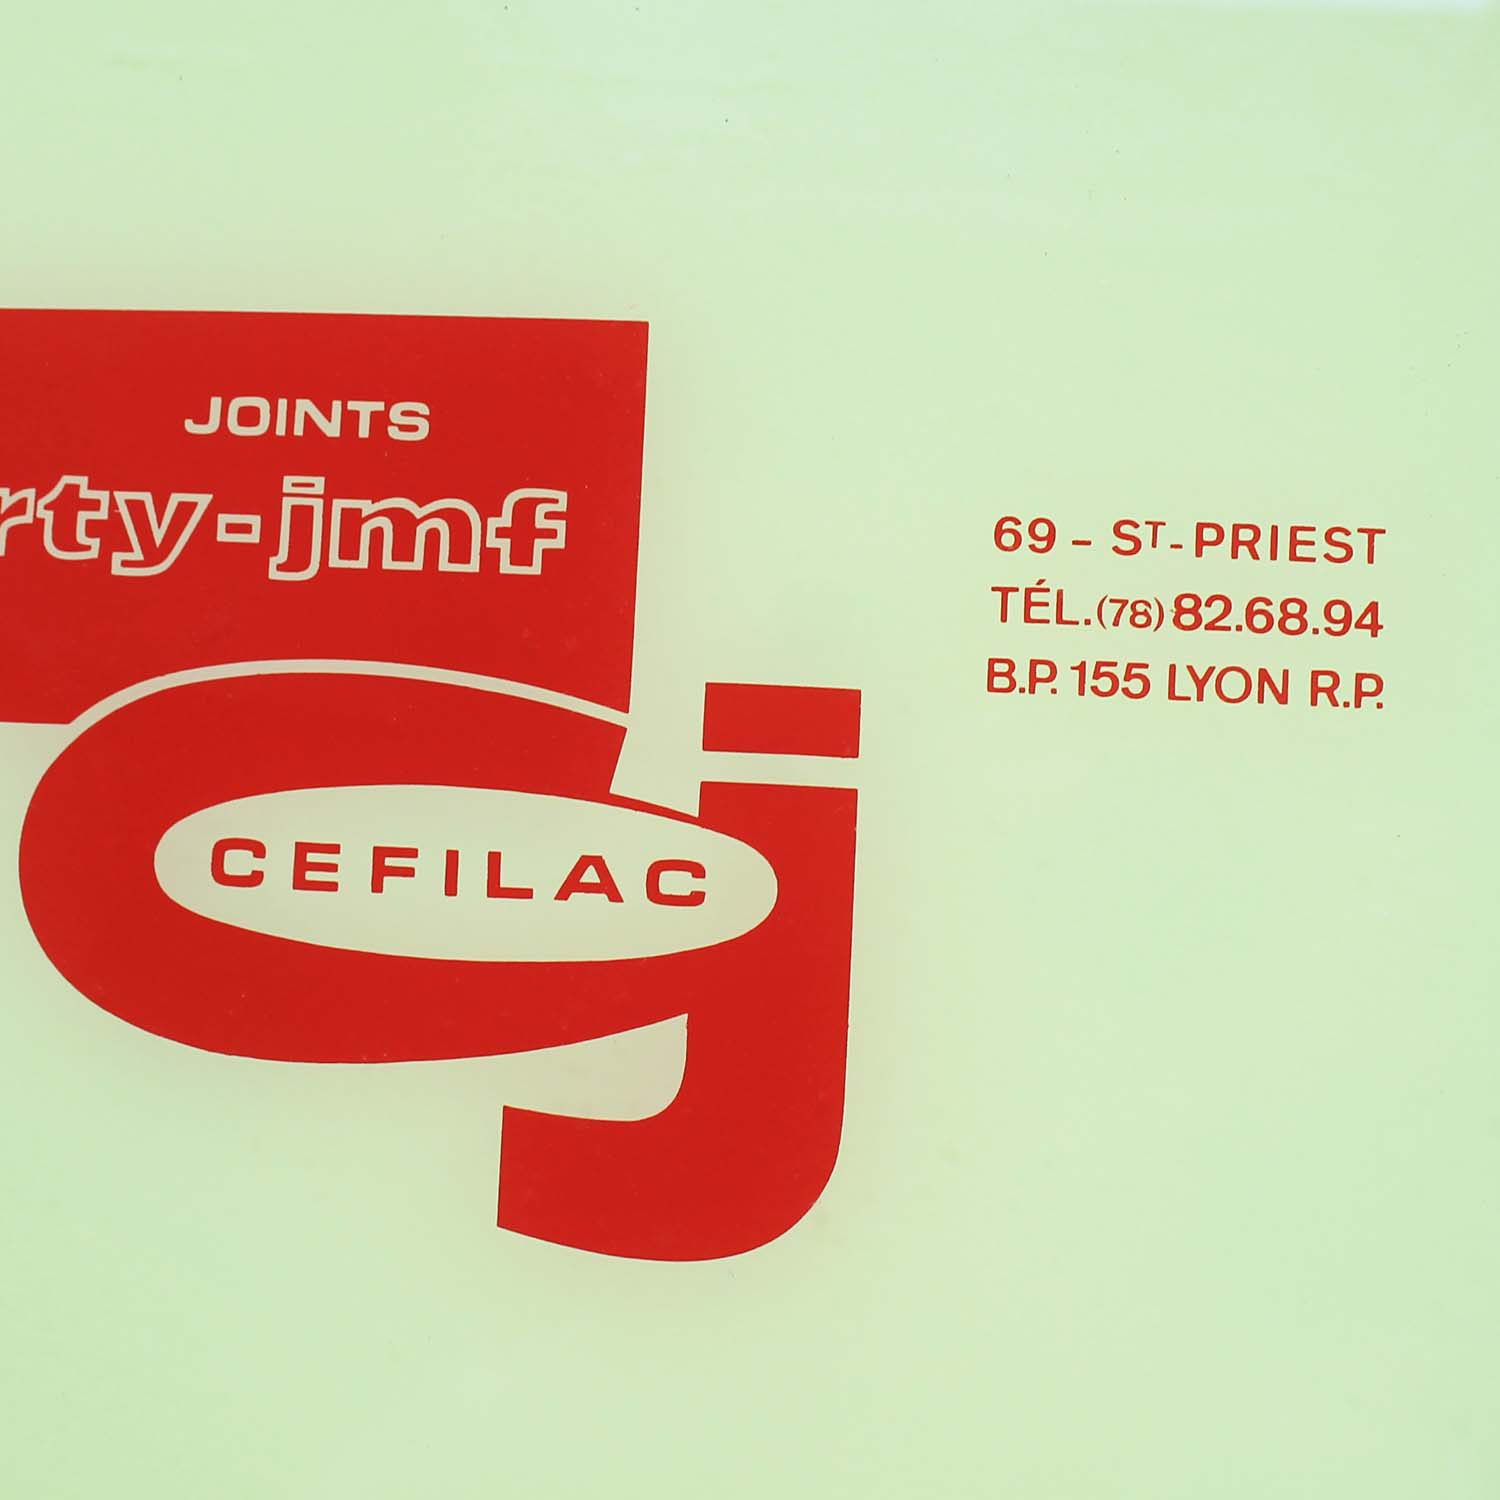 JOINTS
rty-jmf
CEFILAC
69 - ST-PRIEST
TÉL.(78)82.68.94
B.P. 155 LYON R.P.